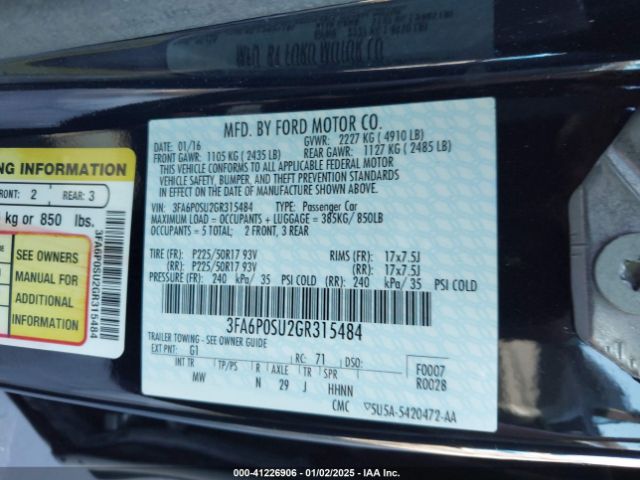 MFD. BY FORD MOTOR CO.
DATE: 01/16 GVWR: 2227 KG ( 4910 LB)
FRONT GAWR: 1105 KG ( 2435 LB) REAR GAWR: 1127 KG ( 2485 LB)
THIS VEHICLE CONFORMS TO ALL APPLICABLE FEDERAL MOTOR
VEHICLE SAFETY, BUMPER, AND THEFT PREVENTION STANDARDS
IN EFFECT ON THE DATE OF MANUFACTURE SHOWN ABOVE.
VIN: 3FA6P0SU2GR315484 TYPE: Passenger Car
MAXIMUM LOAD = OCCUPANTS + LUGGAGE = 385KG/ 850LB
OCCUPANTS = 5 TOTAL: 2 FRONT, 3 REAR
TIRE (FR): P225/50R17 93V RIMS (FR): 17x7.5J
(RR): P225/50R17 93V (RR): 17x7.5J
PRESSURE (FR): 240 kPa/ 35 PSI COLD (RR): 240 kPa/ 35 PSI COLD
3FA6P0SU2GR315484
TRAILER TOWING - SEE OWNER GUIDE
EXT PNT: G1 RC: 71 DSO:
INT TR TP/PS R AXLE TR SPR
MW N 29 J HHNN
F0007
R0028
CMC 5U5A-5420472-AA
NG INFORMATION
FRONT: 2 REAR: 3
kg or 850 lbs.
SEE OWNERS
MANUAL FOR
ADDITIONAL
INFORMATION
3FA6P0SU2GR315484
000-41226906 - 01/02/2025 - IAA Inc.